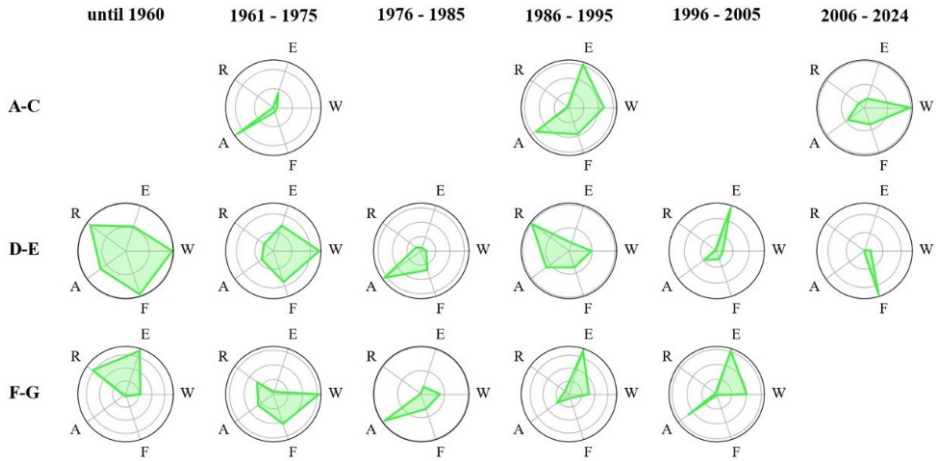 until 1960 1961 - 1975 1976 - 1985 1986 - 1995 1996 - 2005 2006 - 2024
E E E
R R R
A-C W W W
A A A
F F F
E E E E E E
R R R R R R
D-E W W W W W W
A A A A A A
F F F F F F
E E E E E
R R R R R
F-G W W W W W
A A A A A
F F F F F